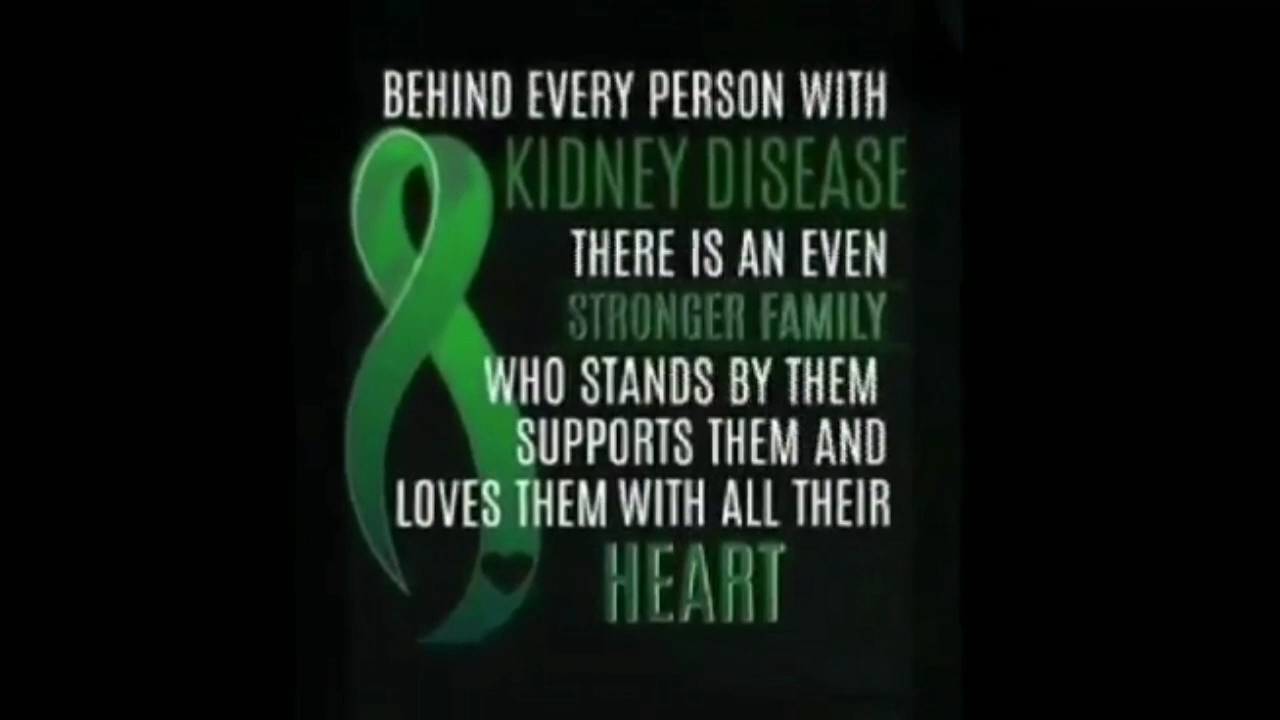 BEHIND EVERY PERSON WITH
KIDNEY DISEASE
THERE IS AN EVEN
STRONGER FAMILY
WHO STANDS BY THEM
SUPPORTS THEM AND
LOVES THEM WITH ALL THEIR
HEART